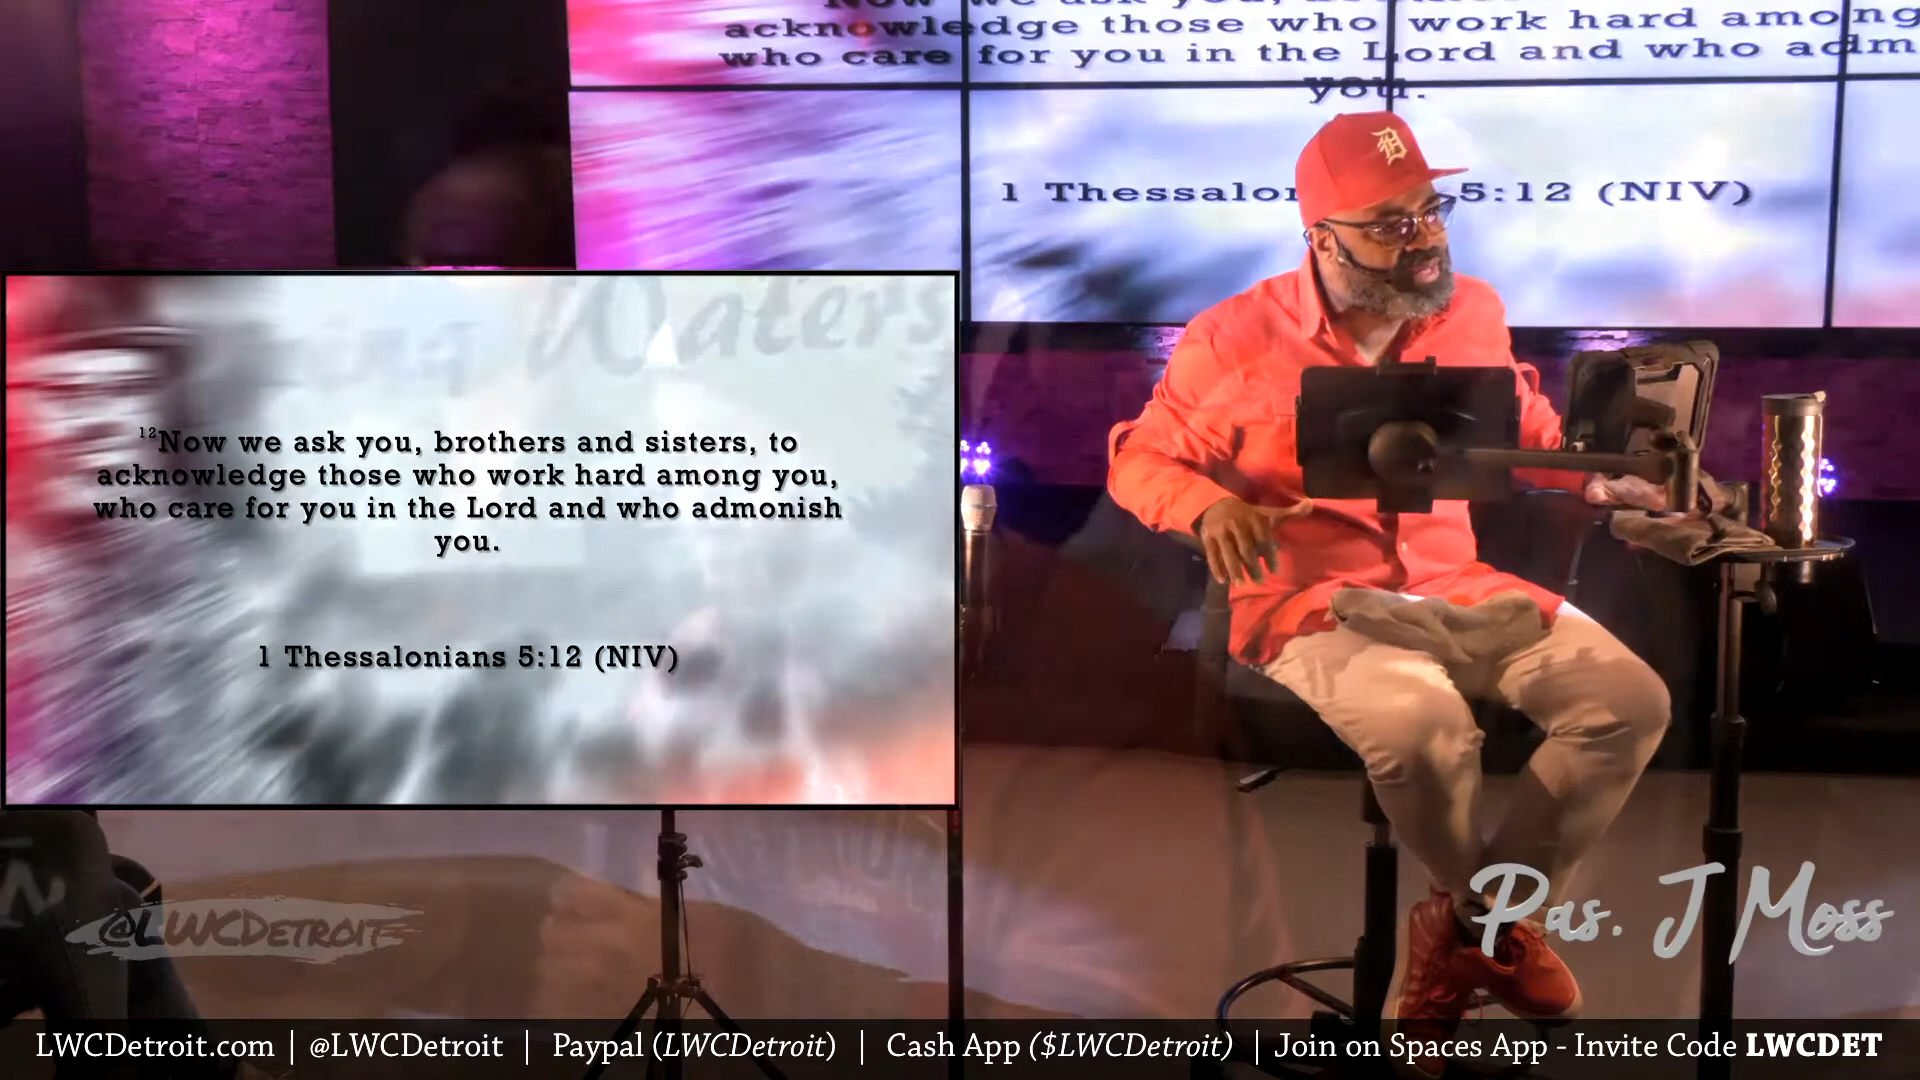 acknowledge those who work hard among
who care for you in the Lord and who adm
you.
1 Thessalon 5:12 (NIV)
Waters
12Now we ask you, brothers and sisters, to
acknowledge those who work hard among you,
who care for you in the Lord and who admonish
you.
1 Thessalonians 5:12 (NIV)
@LWCDetroit
Pas. J Moss
LWCDetroit.com | @LWCDetroit | Paypal (LWCDetroit) | Cash App ($LWCDetroit) | Join on Spaces App - Invite Code LWCDET